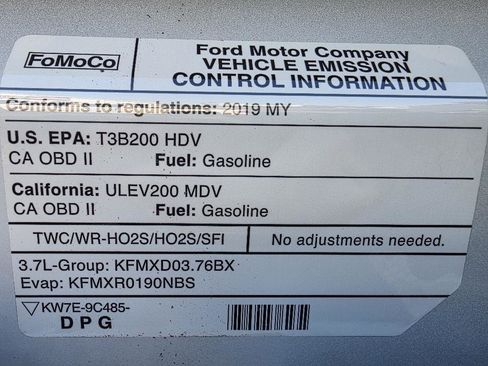 FoMoCo
Ford Motor Company
VEHICLE EMISSION
CONTROL INFORMATION
Conforms to regulations: 2019 MY
U.S. EPA: T3B200 HDV
CA OBD II Fuel: Gasoline
California: ULEV200 MDV
CA OBD II Fuel: Gasoline
TWC/WR-HO2S/HO2S/SFI No adjustments needed.
3.7L-Group: KFMXD03.76BX
Evap: KFMXR0190NBS
KW7E-9C485-
D P G